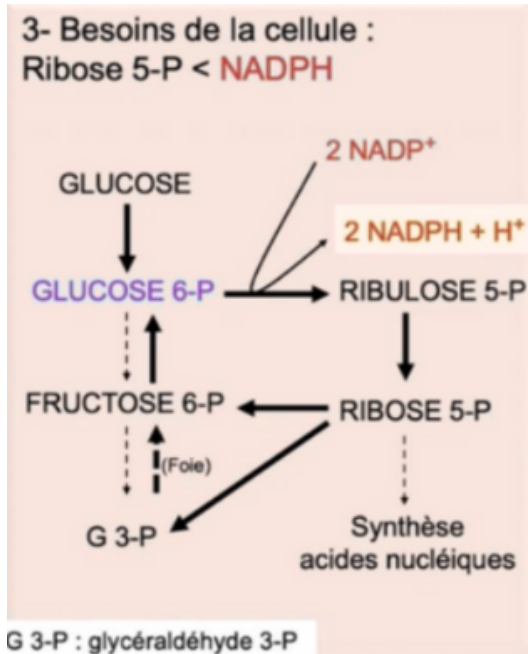 3- Besoins de la cellule :
Ribose 5-P < NADPH
2 NADP⁺
GLUCOSE
2 NADPH + H⁺
GLUCOSE 6-P
RIBULOSE 5-P
FRUCTOSE 6-P
RIBOSE 5-P
(Foie)
G 3-P
Synthèse
acides nucléiques
G 3-P : glycéraldéhyde 3-P